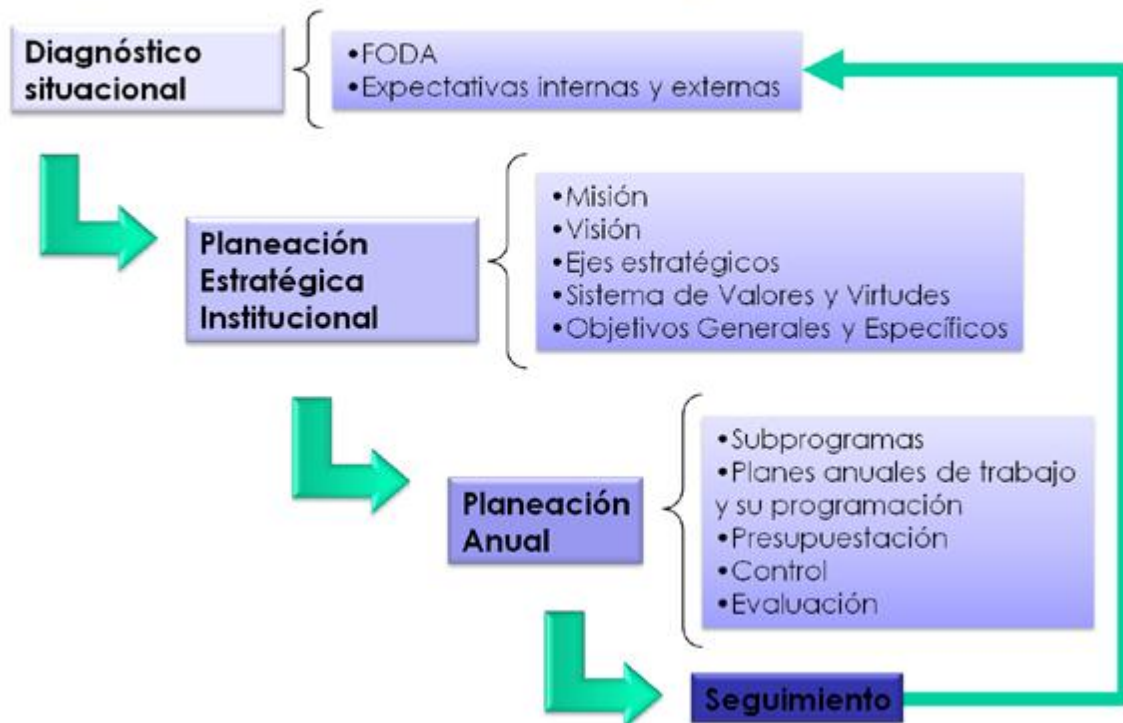 Diagnóstico
situacional
•FODA
•Expectativas internas y externas
Planeación
Estratégica
Institucional
•Misión
•Visión
•Ejes estratégicos
•Sistema de Valores y Virtudes
•Objetivos Generales y Específicos
Planeación
Anual
•Subprogramas
•Planes anuales de trabajo
y su programación
•Presupuestación
•Control
•Evaluación
Seguimiento